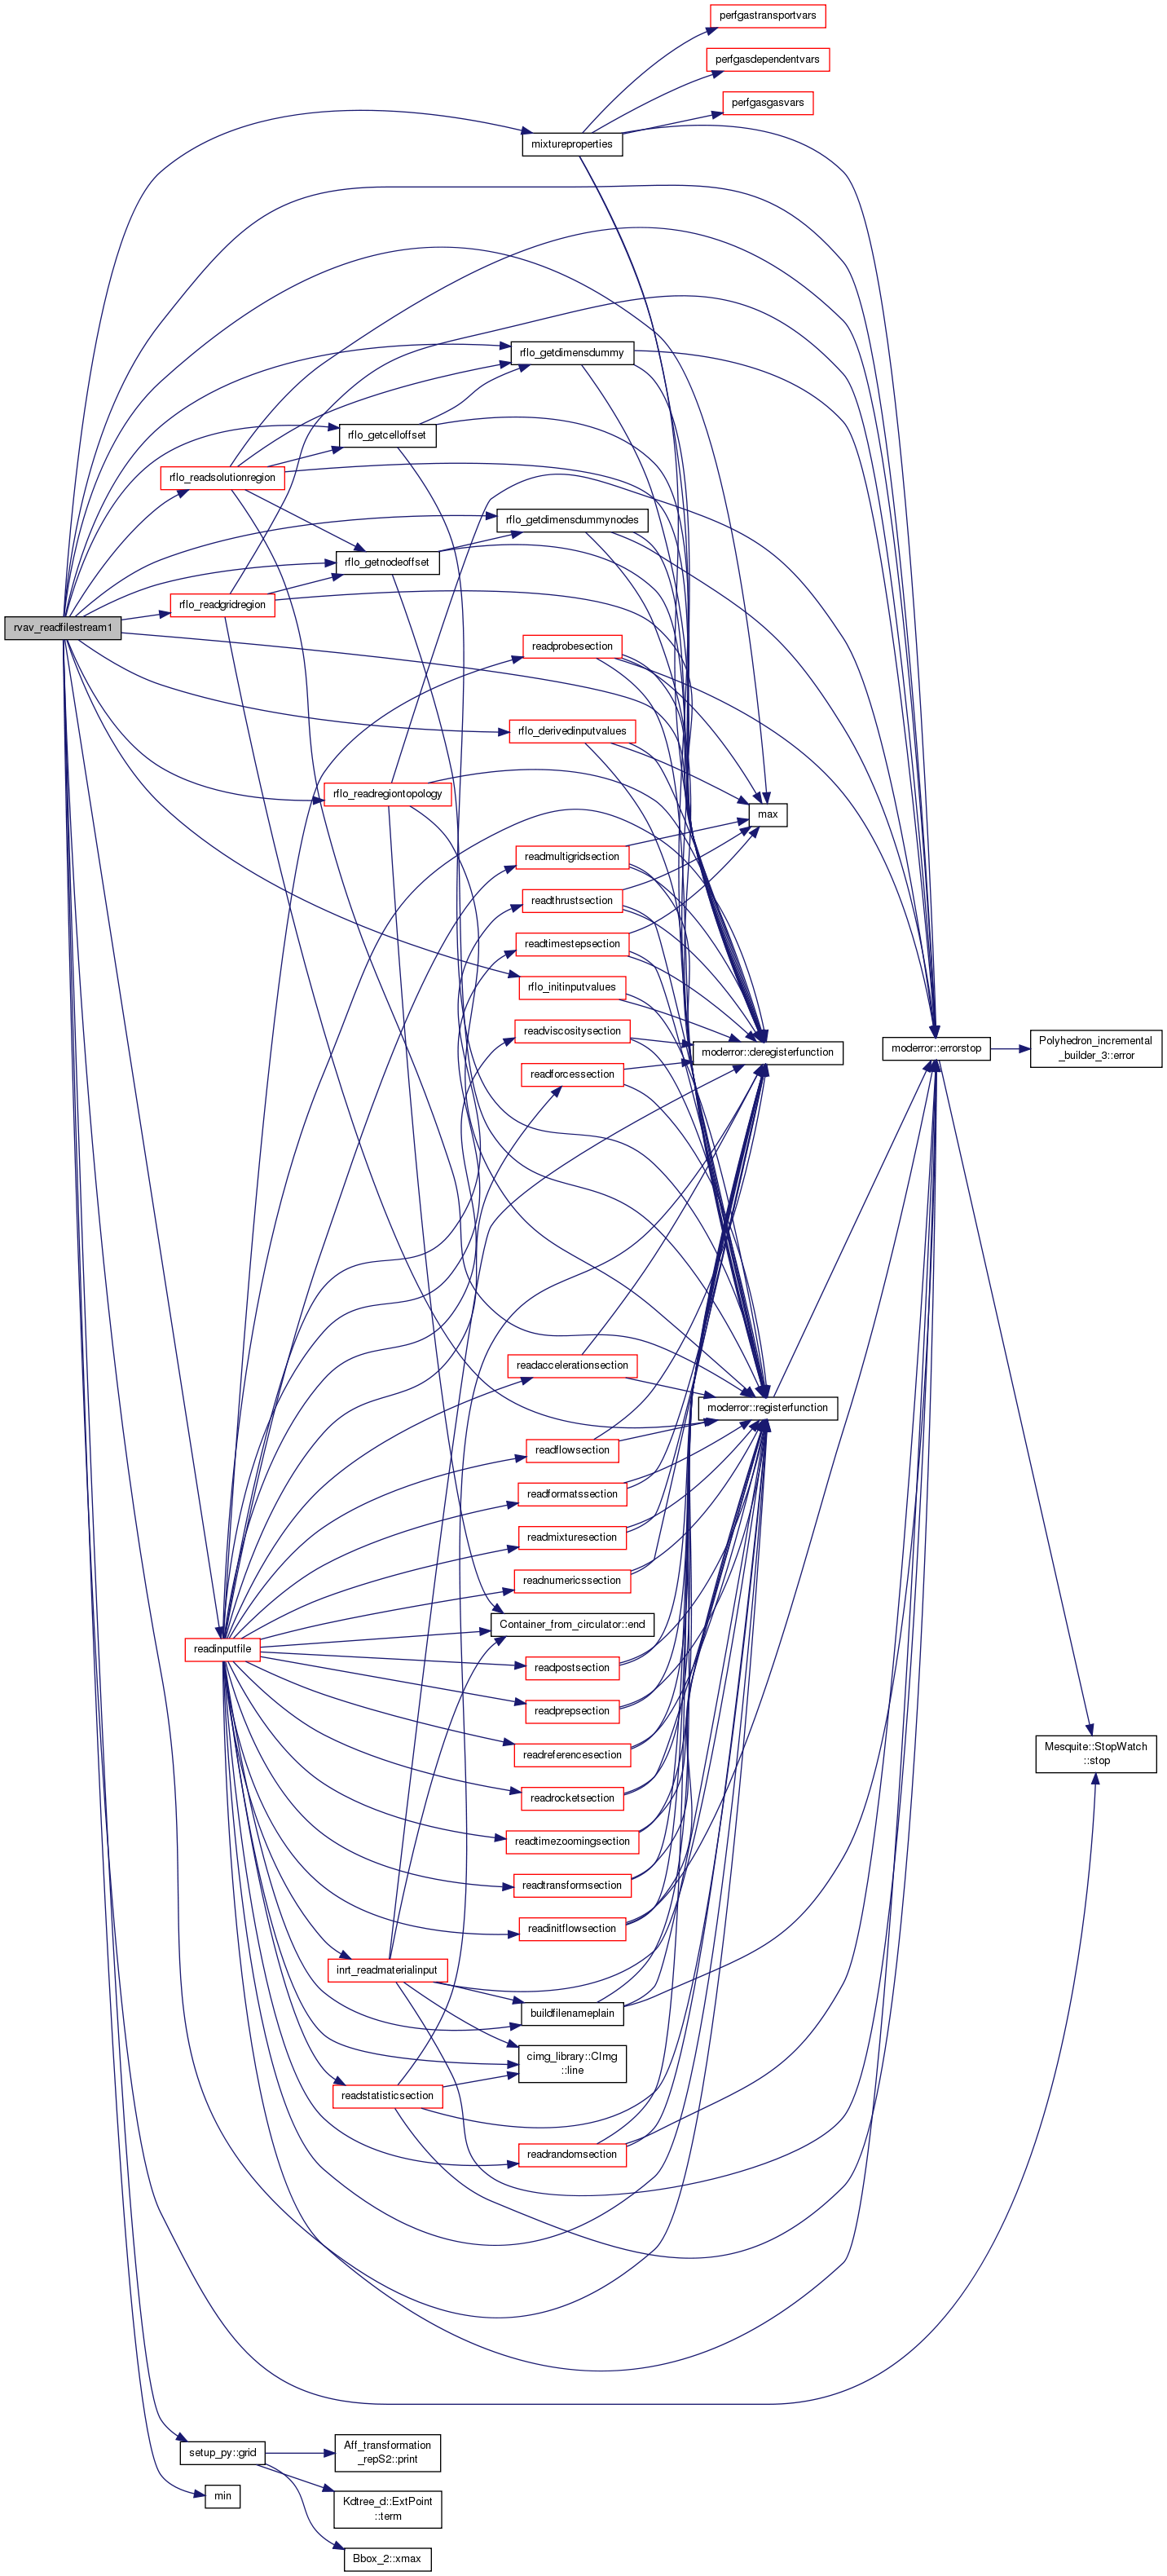 perfgastransportvars
perfgasdependentvars
perfgasgasvars
mixtureproperties
rflo_getdimensdummy
rflo_getcelloffset
rflo_readsolutionregion
rflo_getdimensdummynodes
rflo_getnodeoffset
rflo_readgridregion
rvav_readfilestream1
readprobesection
rflo_derivedinputvalues
rflo_readregiontopology
max
readmultigridsection
readthrustsection
readtimestepsection
rflo_initinputvalues
readviscositysection
moderror::deregisterfunction
moderror::errorstop
Polyhedron_incremental
_builder_3::error
readforcessection
readaccelerationsection
moderror::registerfunction
readflowsection
readformatssection
readmixturesection
readnumericssection
Container_from_circulator::end
readinputfile
readpostsection
readprepsection
readreferencesection
Mesquite::StopWatch
::stop
readrocketsection
readtimezoomingsection
readtransformsection
readinitflowsection
inrt_readmaterialinput
buildfilenameplain
cimg_library::CImg
::line
readstatisticsection
readrandomsection
setup_py::grid
Aff_transformation
_repS2::print
min
Kdtree_d::ExtPoint
::term
Bbox_2::xmax